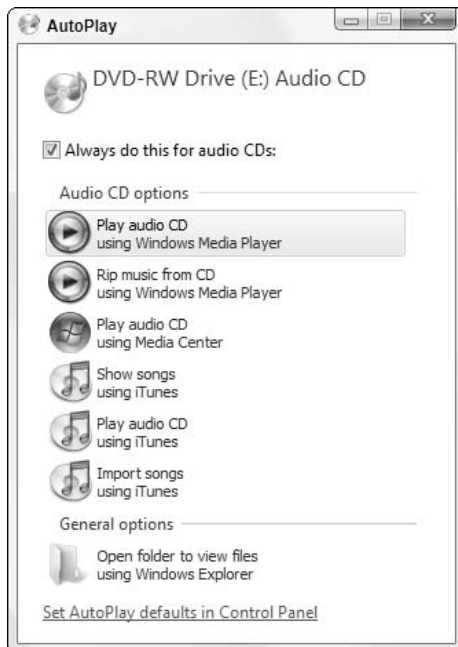 AutoPlay
DVD-RW Drive (E:) Audio CD
Always do this for audio CDs:
Audio CD options
Play audio CD
using Windows Media Player
Rip music from CD
using Windows Media Player
Play audio CD
using Media Center
Show songs
using iTunes
Play audio CD
using iTunes
Import songs
using iTunes
General options
Open folder to view files
using Windows Explorer
Set AutoPlay defaults in Control Panel